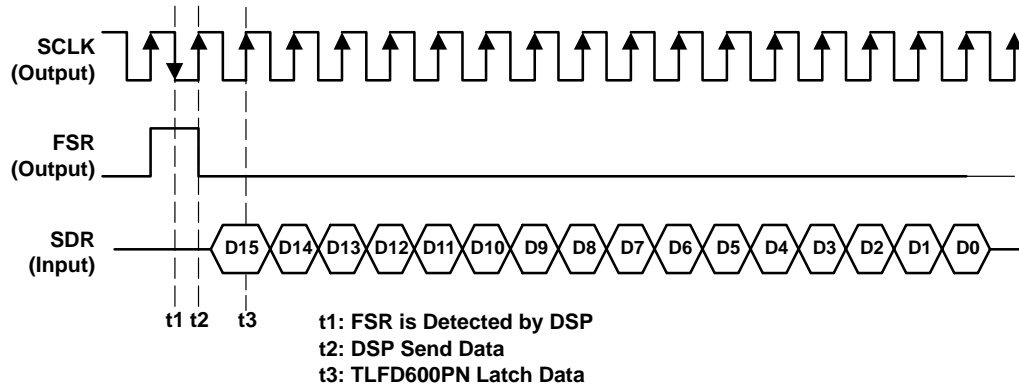 SCLK
(Output)
FSR
(Output)
SDR
(Input)
D15 D14 D13 D12 D11 D10 D9 D8 D7 D6 D5 D4 D3 D2 D1 D0
t1 t2 t3
t1: FSR is Detected by DSP
t2: DSP Send Data
t3: TLFD600PN Latch Data